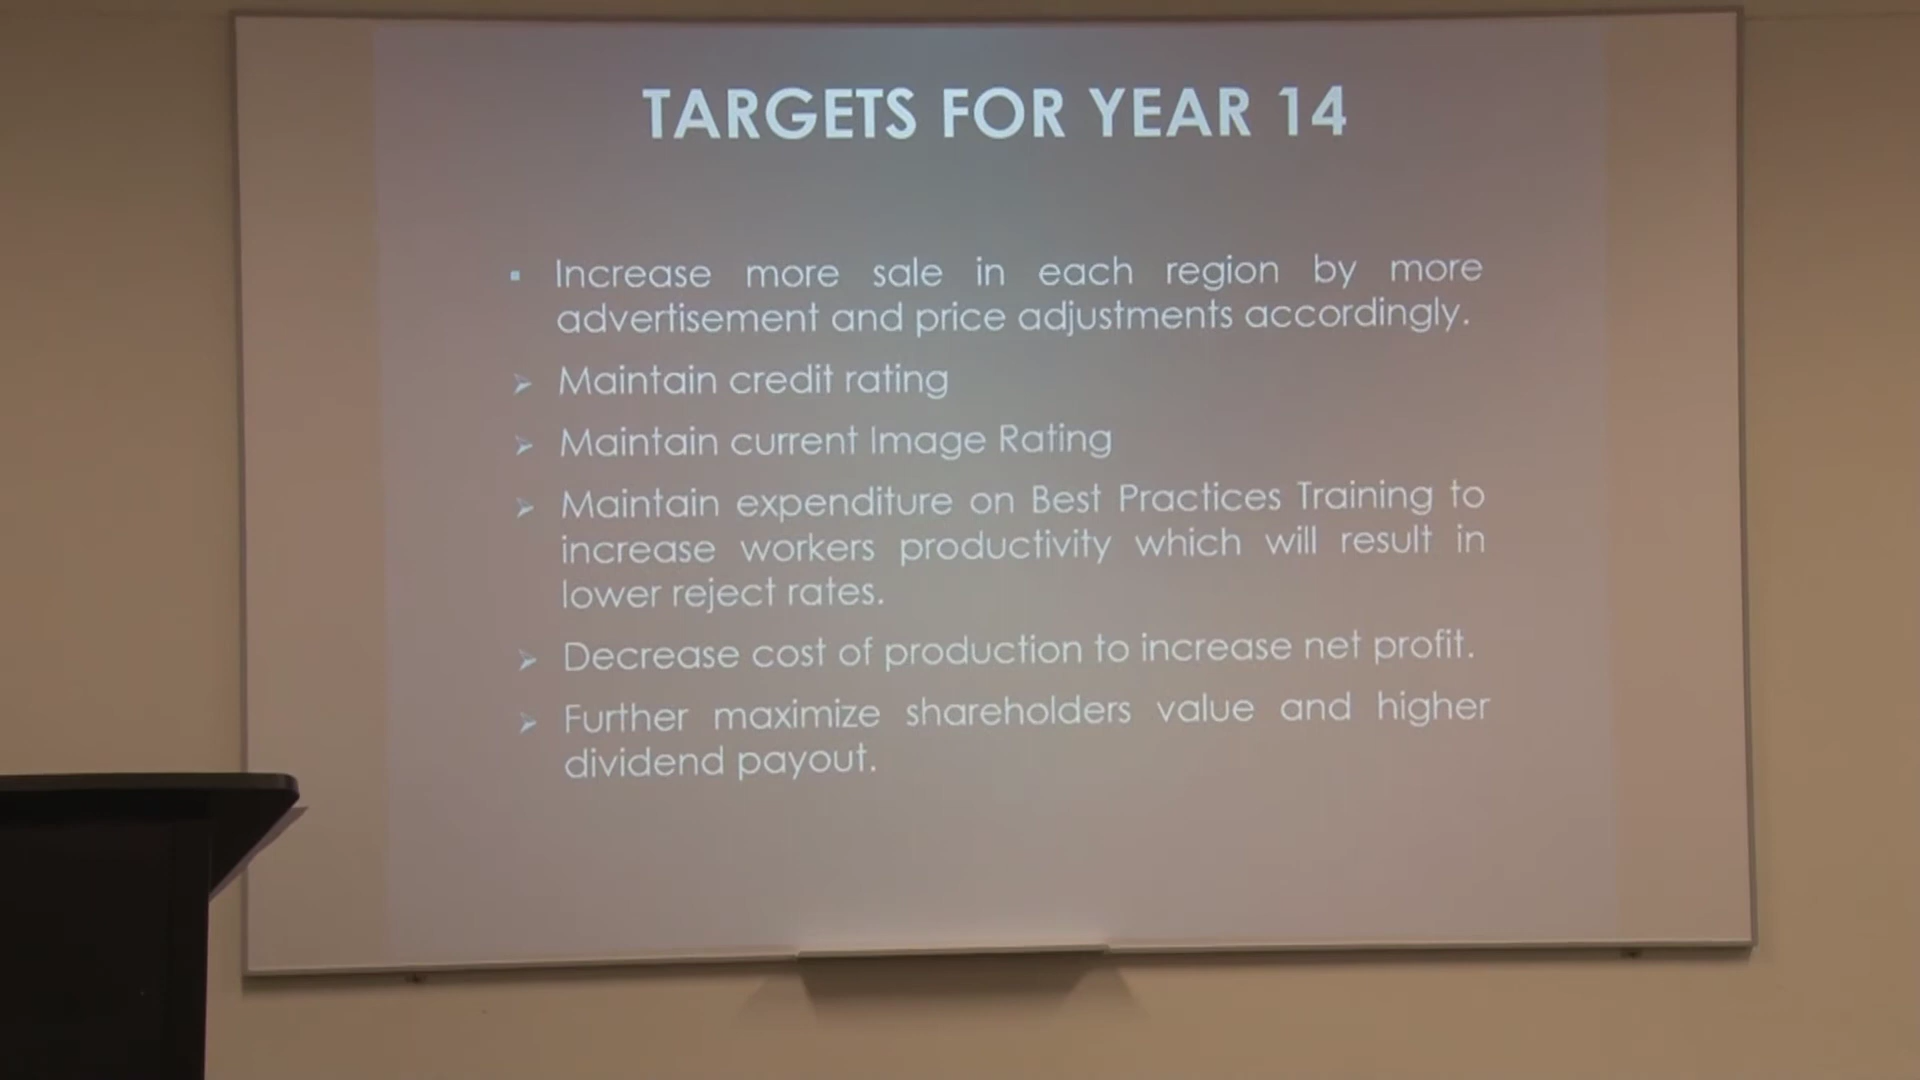 TARGETS FOR YEAR 14
▪ Increase more sale in each region by more
advertisement and price adjustments accordingly.
➢ Maintain credit rating
➢ Maintain current Image Rating
➢ Maintain expenditure on Best Practices Training to
increase workers productivity which will result in
lower reject rates.
➢ Decrease cost of production to increase net profit.
➢ Further maximize shareholders value and higher
dividend payout.